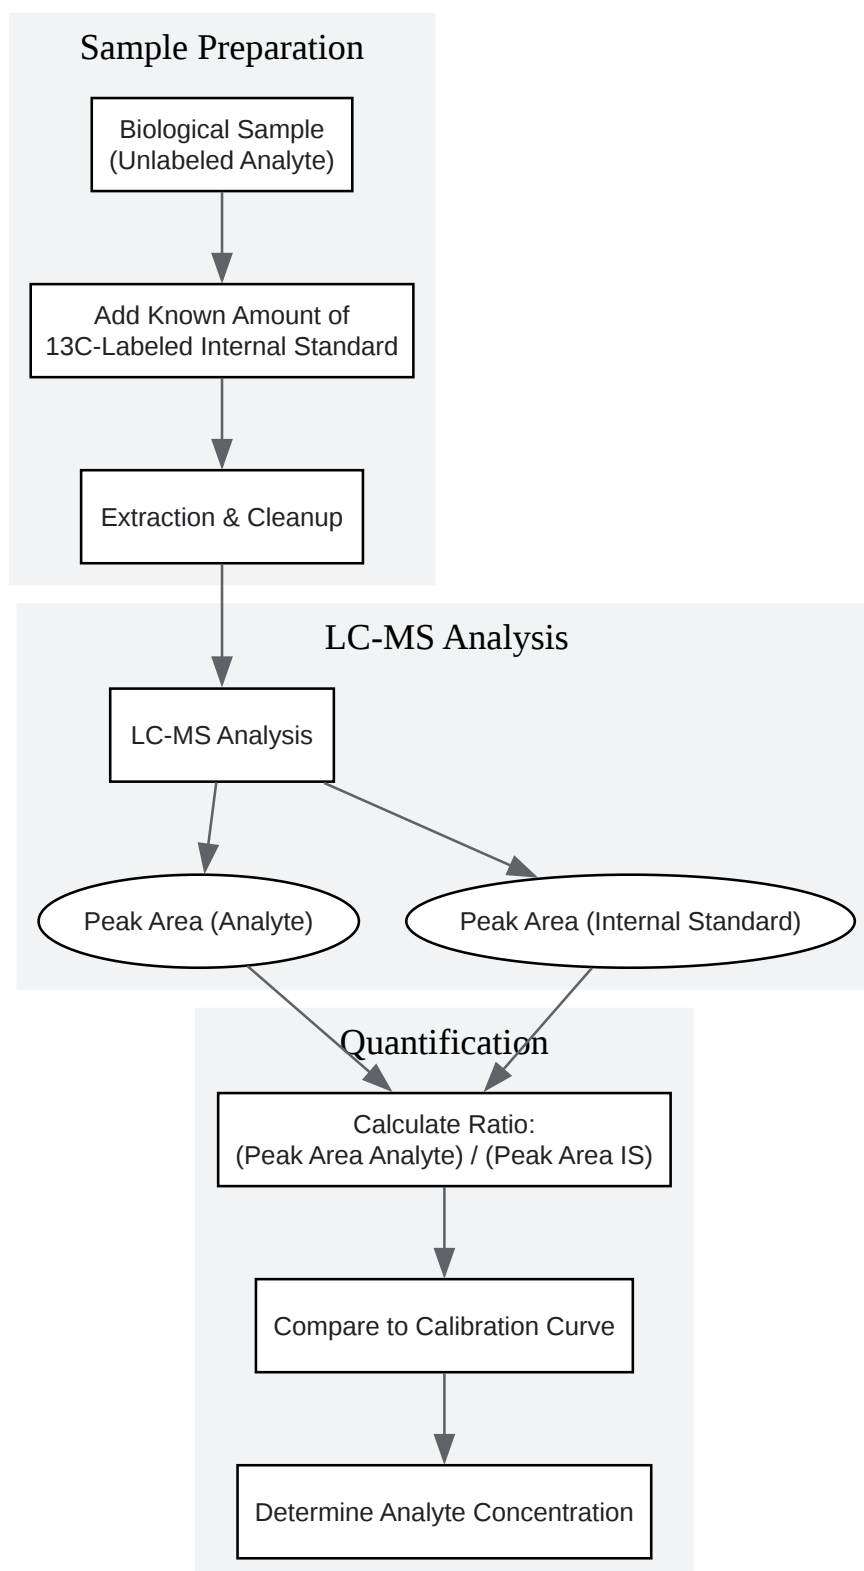 Sample Preparation
Biological Sample
(Unlabeled Analyte)
Add Known Amount of
13C-Labeled Internal Standard
Extraction & Cleanup
LC-MS Analysis
LC-MS Analysis
Peak Area (Analyte)
Peak Area (Internal Standard)
Quantification
Calculate Ratio:
(Peak Area Analyte) / (Peak Area IS)
Compare to Calibration Curve
Determine Analyte Concentration